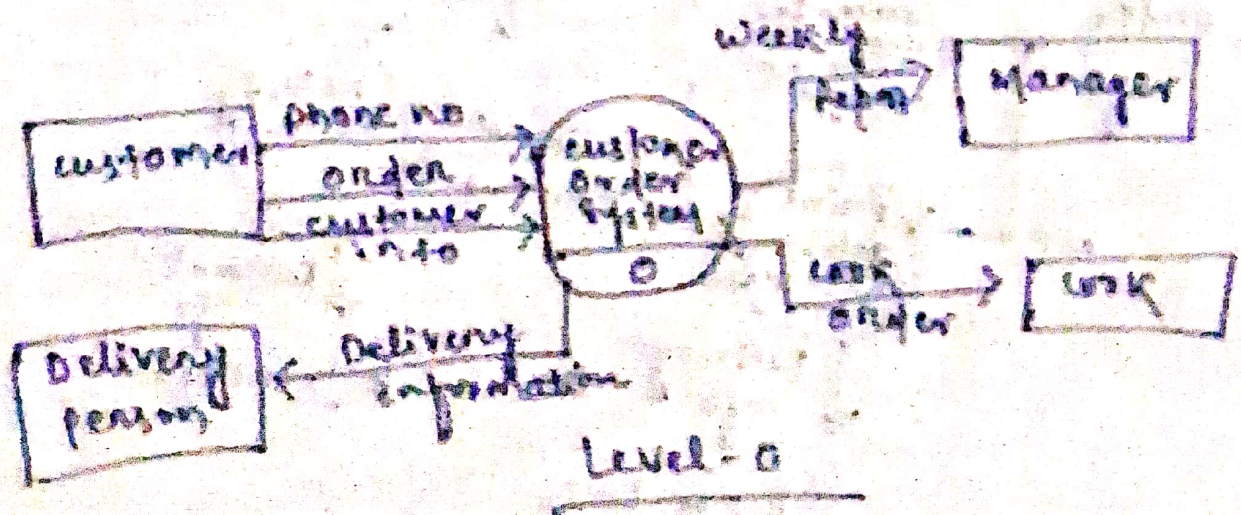 Weekly
Repor
Manager
customer
phone no.
order
customer
info
customer
order
system
0
cook
order
cook
Delivery
person
Delivery
information
Level-0